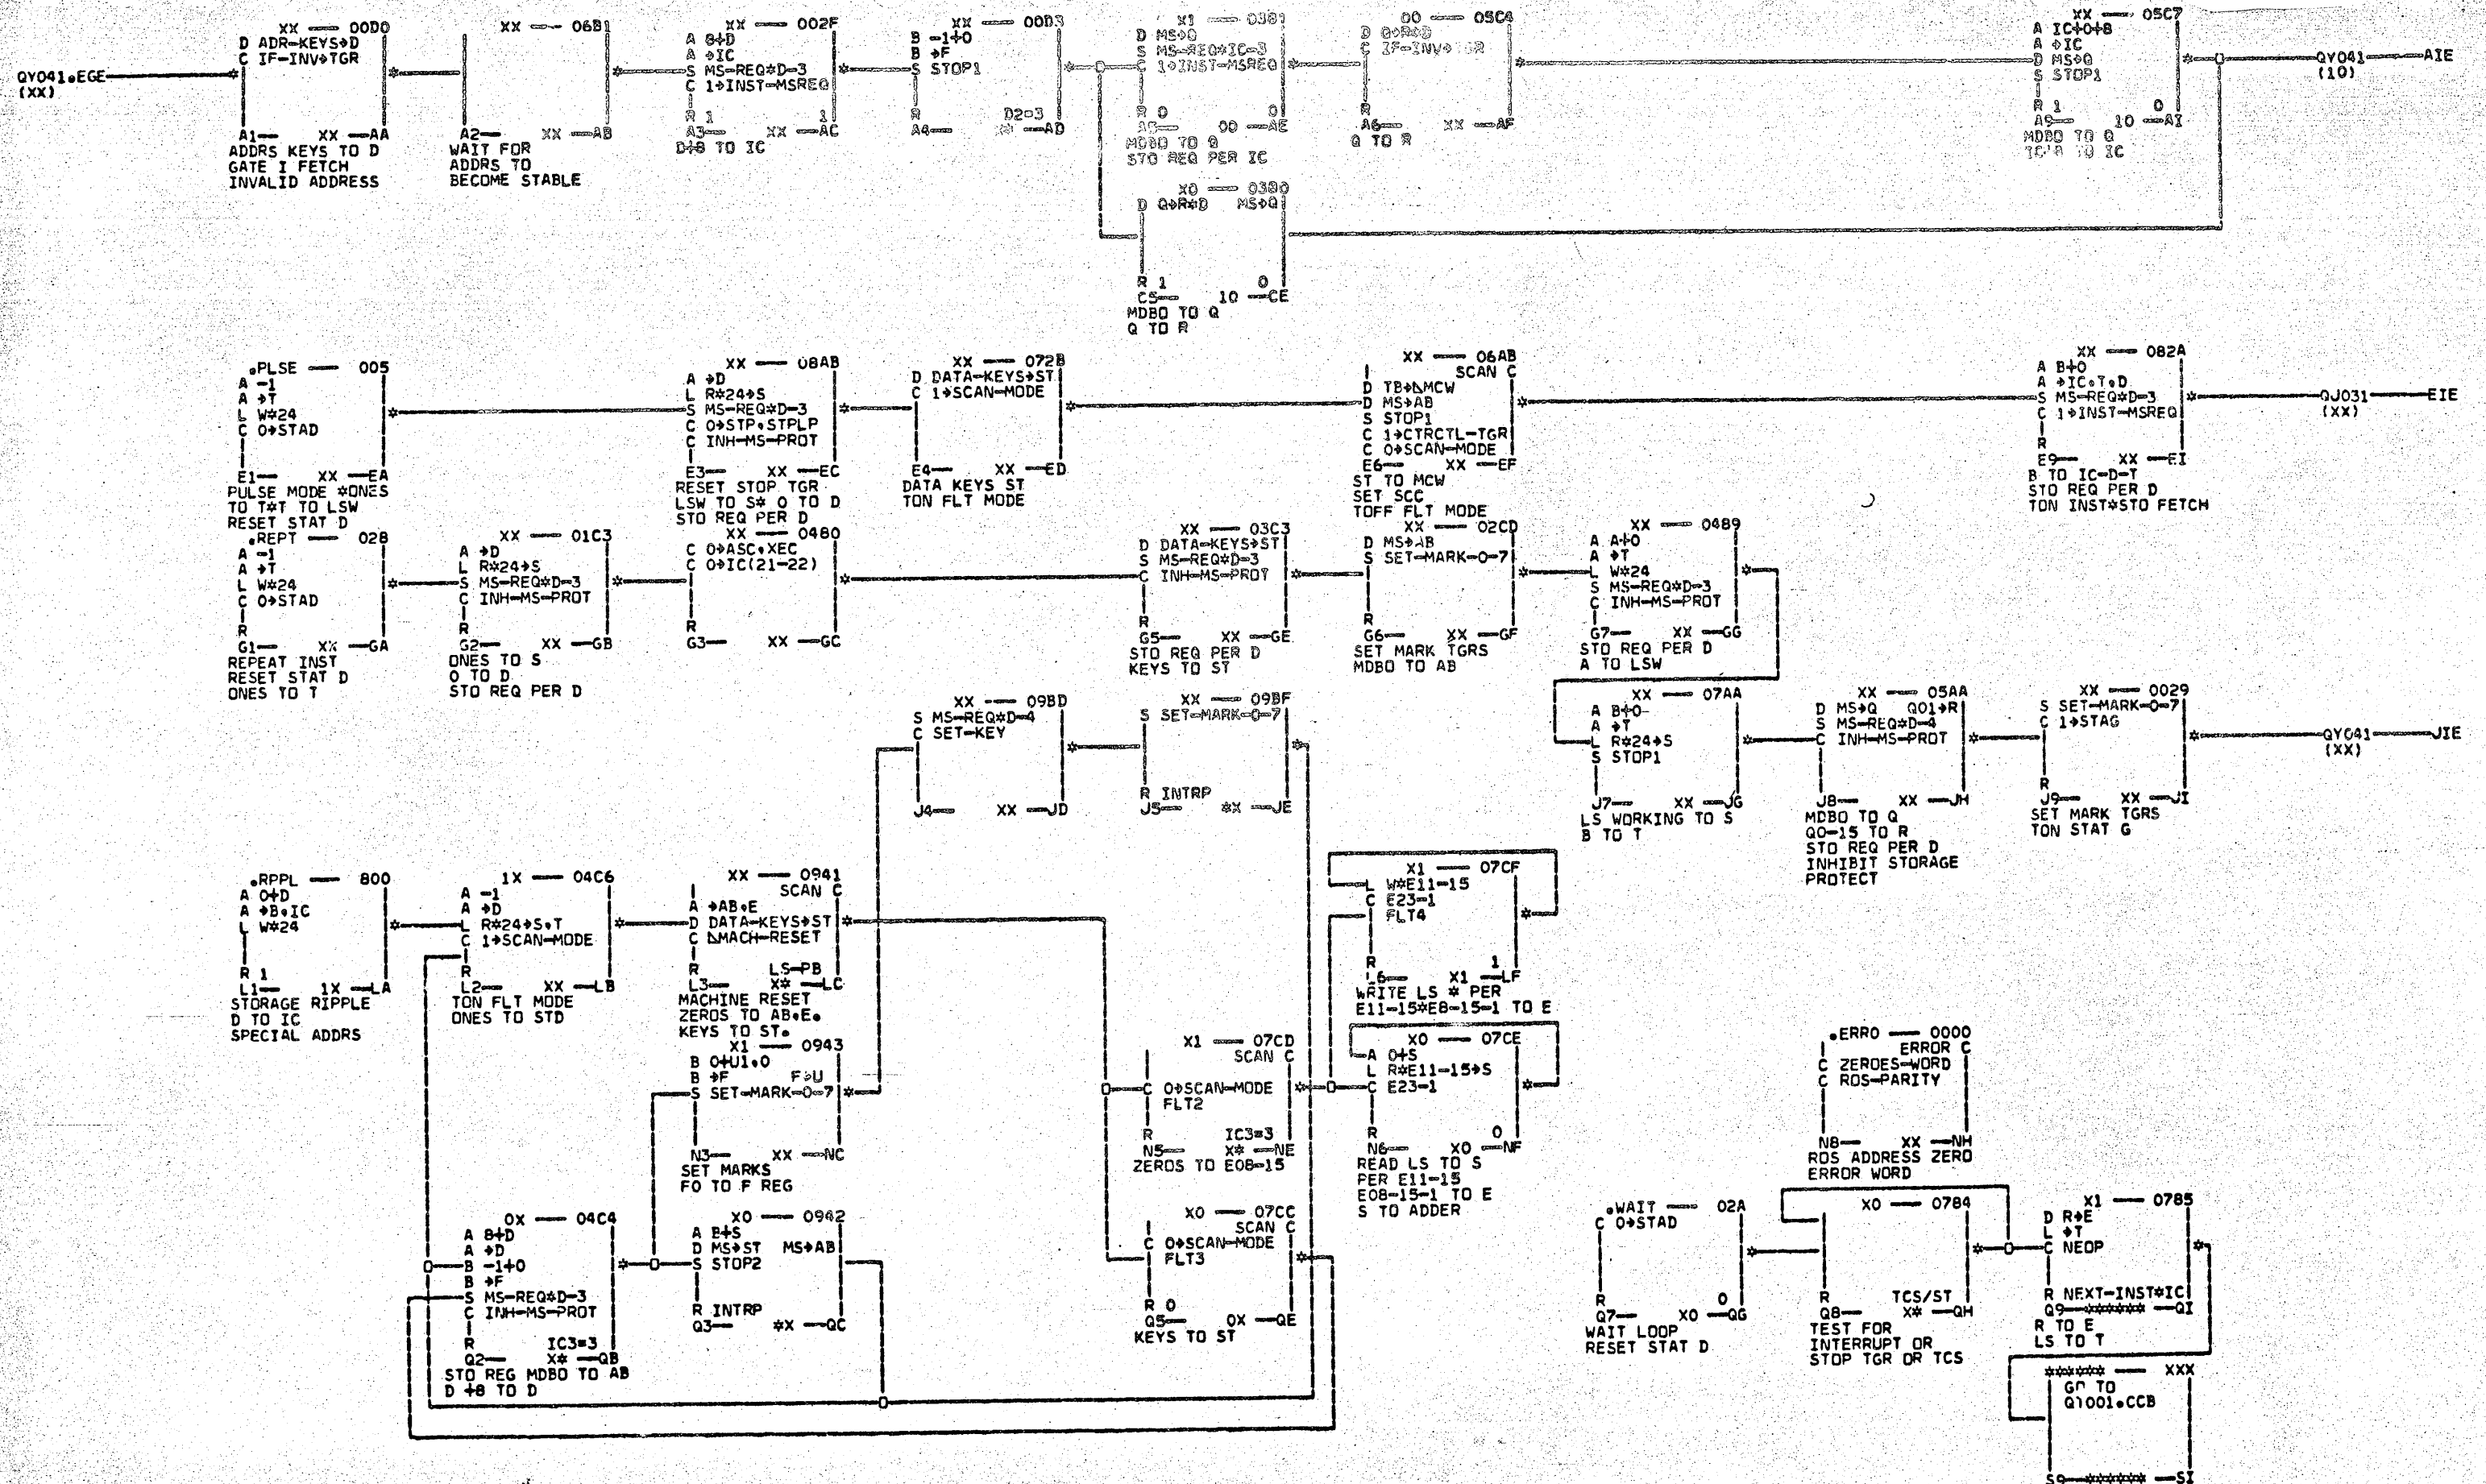 QY041.EGE
(XX)
XX — 00D0
D ADR-KEYS→D
C IF-INV→TGR
A1— XX —AA
ADDRS KEYS TO D
GATE I FETCH
INVALID ADDRESS
XX — 06B1
A2— XX —AB
WAIT FOR
ADDRS TO
BECOME STABLE
XX — 002F
A 8+D
A →IC
S MS-REQ*D-3
C 1→INST-MSREQ
R 1 1
A3— XX —AC
D+8 TO IC
XX — 00D3
B -1+0
B →F
S STOP1
R D2=3
A4— —AD
X1 — 0381
D MS→Q
S MS-REQ*IC-3
C 1→INST-MSREQ
R 0 0
A5— 00 —AE
MDBO TO Q
STO REQ PER IC
00 — 05C4
D Q→R→D
C IF-INV→TGR
R
A6— XX —AF
Q TO R
XX — 05C7
A IC+0+8
A →IC
D MS→Q
S STOP1
R 1 0
A9— 10 —AI
MDBO TO Q
IC+8 TO IC
QY041 —AIE
(10)
X0 — 0380
D Q→R*D MS→Q
R 1 0
C5— 10 —CE
MDBO TO Q
Q TO R
.PLSE — 005
A -1
A →T
L W*24
C 0→STAD
E1— XX —EA
PULSE MODE *ONES
TO T*T TO LSW
RESET STAT D
XX — 08AB
A →D
L R*24→S
S MS-REQ*D-3
C 0→STP.STPLP
C INH-MS-PROT
E3— XX —EC
RESET STOP TGR
LSW TO S* 0 TO D
STO REQ PER D
XX — 072B
D DATA-KEYS→ST
C 1→SCAN-MODE
E4— XX —ED
DATA KEYS ST
TON FLT MODE
XX — 06AB
SCAN C
D TB→△MCW
D MS→AB
S STOP1
C 1→CTRCTL-TGR
C 0→SCAN-MODE
E6— XX —EF
ST TO MCW
SET SCC
TOFF FLT MODE
XX — 082A
A B+0
A →IC.T.D
S MS-REQ*D-3
C 1→INST-MSREQ
R
E9— XX —EI
B TO IC-D-T
STO REQ PER D
TON INST*STO FETCH
QJ031 —EIE
(XX)
.REPT — 028
A -1
A →T
L W*24
C 0→STAD
R
G1— XX —GA
REPEAT INST
RESET STAT D
ONES TO T
XX — 01C3
A →D
L R*24→S
S MS-REQ*D-3
C INH-MS-PROT
R
G2— XX —GB
ONES TO S
0 TO D
STO REQ PER D
XX — 0480
C 0→ASC.XEC
C 0→IC(21-22)
R
G3— XX —GC
XX — 03C3
D DATA-KEYS→ST
S MS-REQ*D-3
C INH-MS-PROT
R
G5— XX —GE
STO REQ PER D
KEYS TO ST
XX — 02CD
D MS→AB
S SET-MARK-0-7
R
G6— XX —GF
SET MARK TGRS
MDBO TO AB
XX — 0489
A A+0
A →T
L W*24
S MS-REQ*D-3
C INH-MS-PROT
R
G7— XX —GG
STO REQ PER D
A TO LSW
XX — 09BD
S MS-REQ*D-4
C SET-KEY
J4— XX —JD
XX — 09BF
S SET-MARK-0-7
R INTRP
J5— *X —JE
XX — 07AA
A B+0
A →T
L R*24→S
S STOP1
J7— XX —JG
LS WORKING TO S
B TO T
XX — 05AA
D MS→Q Q01→R
S MS-REQ*D-4
C INH-MS-PROT
J8— XX —JH
MDBO TO Q
Q0-15 TO R
STO REQ PER D
INHIBIT STORAGE
PROTECT
XX — 0029
S SET-MARK-0-7
C 1→STAG
R
J9— XX —JI
SET MARK TGRS
TON STAT G
QY041 —JIE
(XX)
.RPPL — 800
A 0+D
A →B.IC
L W*24
R 1
L1— 1X —LA
STORAGE RIPPLE
D TO IC
SPECIAL ADDRS
1X — 04C6
A -1
A →D
L R*24→S.T
C 1→SCAN-MODE
R
L2— XX —LB
TON FLT MODE
ONES TO STD
XX — 0941
SCAN C
A →AB.E
D DATA-KEYS→ST
C △MACH-RESET
R LS-PB
L3— X* —LC
MACHINE RESET
ZEROS TO AB.E.
KEYS TO ST.
X1 — 07CF
L W*E11-15
C E23-1
FLT4
R 1
L6— X1 —LF
WRITE LS * PER
E11-15*E8-15-1 TO E
X1 — 0943
B 0+U1.0
B →F F→U
S SET-MARK-0-7
N3— XX —NC
SET MARKS
F0 TO F REG
X1 — 07CD
SCAN C
C 0→SCAN-MODE
FLT2
R IC3=3
N5— X* —NE
ZEROS TO E08-15
X0 — 07CE
A 0+S
L R*E11-15→S
C E23-1
R 0
N6— X0 —NF
READ LS TO S
PER E11-15
E08-15-1 TO E
S TO ADDER
.ERRO — 0000
ERROR C
C ZEROES-WORD
C ROS-PARITY
N8— XX —NH
ROS ADDRESS ZERO
ERROR WORD
0X — 04C4
A 8+D
A →D
B -1+0
B →F
S MS-REQ*D-3
C INH-MS-PROT
R IC3=3
Q2— X* —QB
STO REG MDBO TO AB
D +8 TO D
X0 — 0942
A B+S
D MS→ST MS→AB
S STOP2
R INTRP
Q3— *X —QC
X0 — 07CC
SCAN C
C 0→SCAN-MODE
FLT3
R 0
Q5— 0X —QE
KEYS TO ST
.WAIT — 02A
C 0→STAD
R 0
Q7— X0 —QG
WAIT LOOP
RESET STAT D
X0 — 0784
R TCS/ST
Q8— X* —QH
TEST FOR
INTERRUPT OR
STOP TGR OR TCS
X1 — 0785
D R→E
L →T
C NEOP
R NEXT-INST*IC
Q9—****** —QI
R TO E
LS TO T
****** — XXX
GO TO
Q1001.CCB
S9—****** —SI